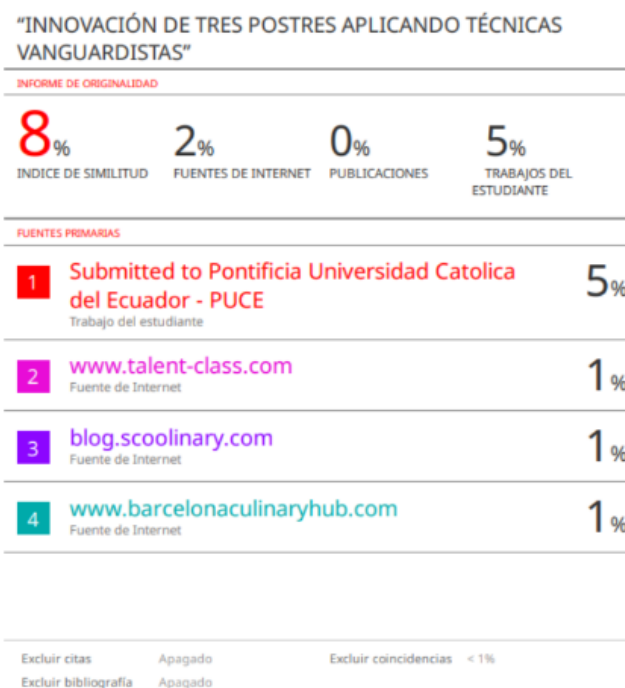 “INNOVACIÓN DE TRES POSTRES APLICANDO TÉCNICAS
VANGUARDISTAS”
INFORME DE ORIGINALIDAD
8% 2% 0% 5%
INDICE DE SIMILITUD FUENTES DE INTERNET PUBLICACIONES TRABAJOS DEL
ESTUDIANTE
FUENTES PRIMARIAS
1 Submitted to Pontificia Universidad Catolica 5%
del Ecuador - PUCE
Trabajo del estudiante
2 www.talent-class.com 1%
Fuente de Internet
3 blog.scoolinary.com 1%
Fuente de Internet
4 www.barcelonaculinaryhub.com 1%
Fuente de Internet
Excluir citas Apagado Excluir coincidencias < 1%
Excluir bibliografía Apagado